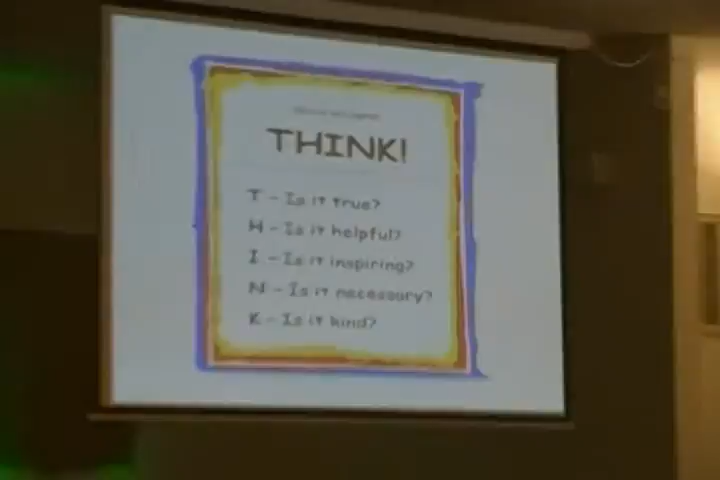 THINK!
T - Is it true?
H - Is it helpful?
I - Is it inspiring?
N - Is it necessary?
K - Is it kind?